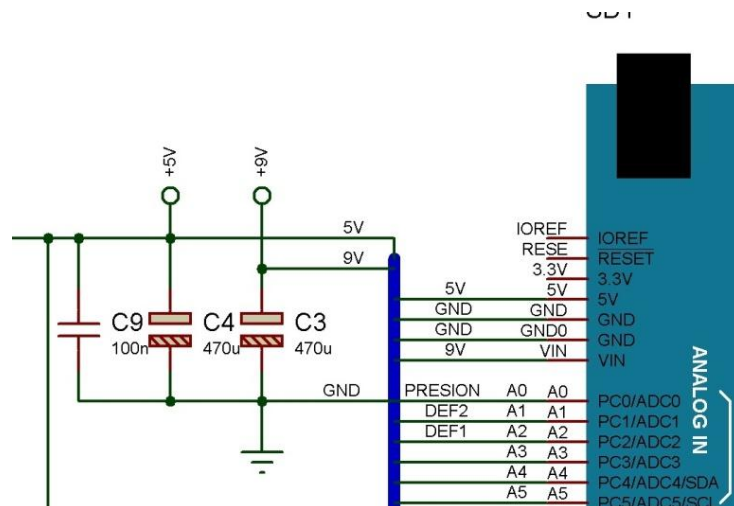 +5V
+9V
5V
9V
C9
100n
C4
470u
C3
470u
GND
IOREF IOREF
RESE RESET
3.3V 3.3V
5V 5V 5V
GND GND GND
GND GND0 GND
9V VIN VIN
PRESION A0 A0 PC0/ADC0
DEF2 A1 A1 PC1/ADC1
DEF1 A2 A2 PC2/ADC2
A3 A3 PC3/ADC3
A4 A4 PC4/ADC4/SDA
A5 A5 PC5/ADC5/SCL
ANALOG IN